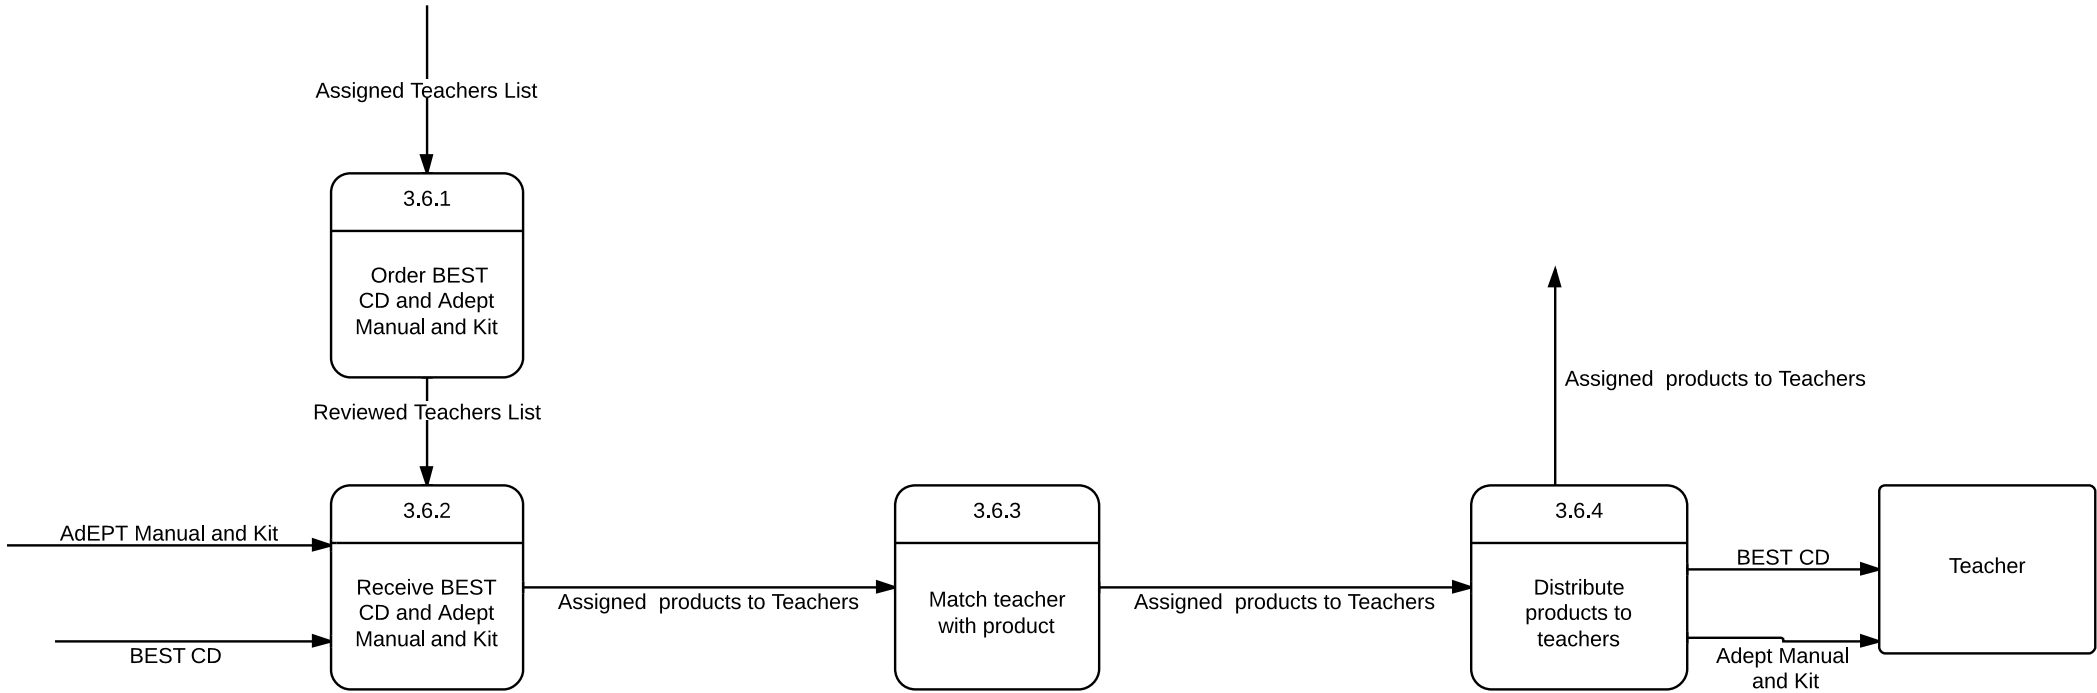 Assigned Teachers List
3.6.1
Order BEST
CD and Adept
Manual and Kit
Reviewed Teachers List
AdEPT Manual and Kit
BEST CD
3.6.2
Receive BEST
CD and Adept
Manual and Kit
Assigned  products to Teachers
3.6.3
Match teacher
with product
Assigned  products to Teachers
3.6.4
Distribute
products to
teachers
Assigned  products to Teachers
BEST CD
Adept Manual
and Kit
Teacher